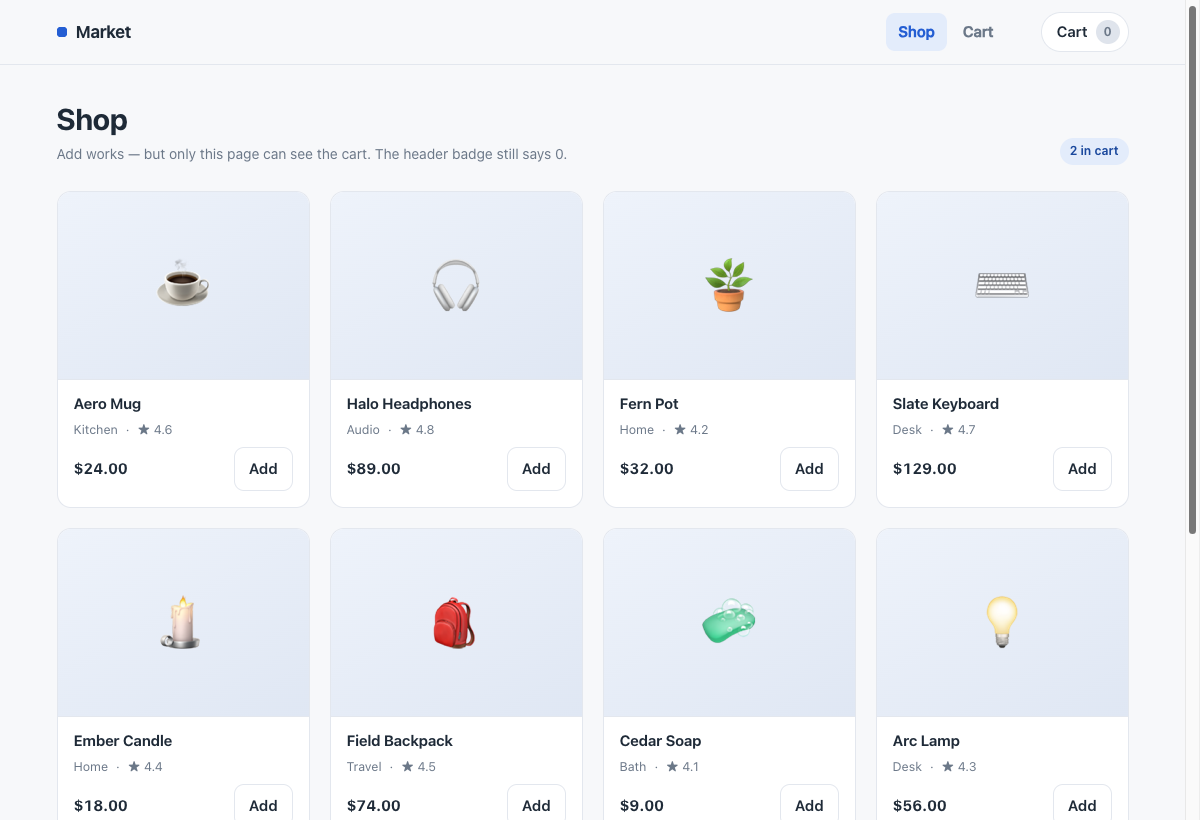 Market
Shop
Cart
Cart 0
Shop
Add works — but only this page can see the cart. The header badge still says 0.
2 in cart
Aero Mug
Kitchen · ★ 4.6
$24.00
Add
Halo Headphones
Audio · ★ 4.8
$89.00
Add
Fern Pot
Home · ★ 4.2
$32.00
Add
Slate Keyboard
Desk · ★ 4.7
$129.00
Add
Ember Candle
Home · ★ 4.4
$18.00
Add
Field Backpack
Travel · ★ 4.5
$74.00
Add
Cedar Soap
Bath · ★ 4.1
$9.00
Add
Arc Lamp
Desk · ★ 4.3
$56.00
Add